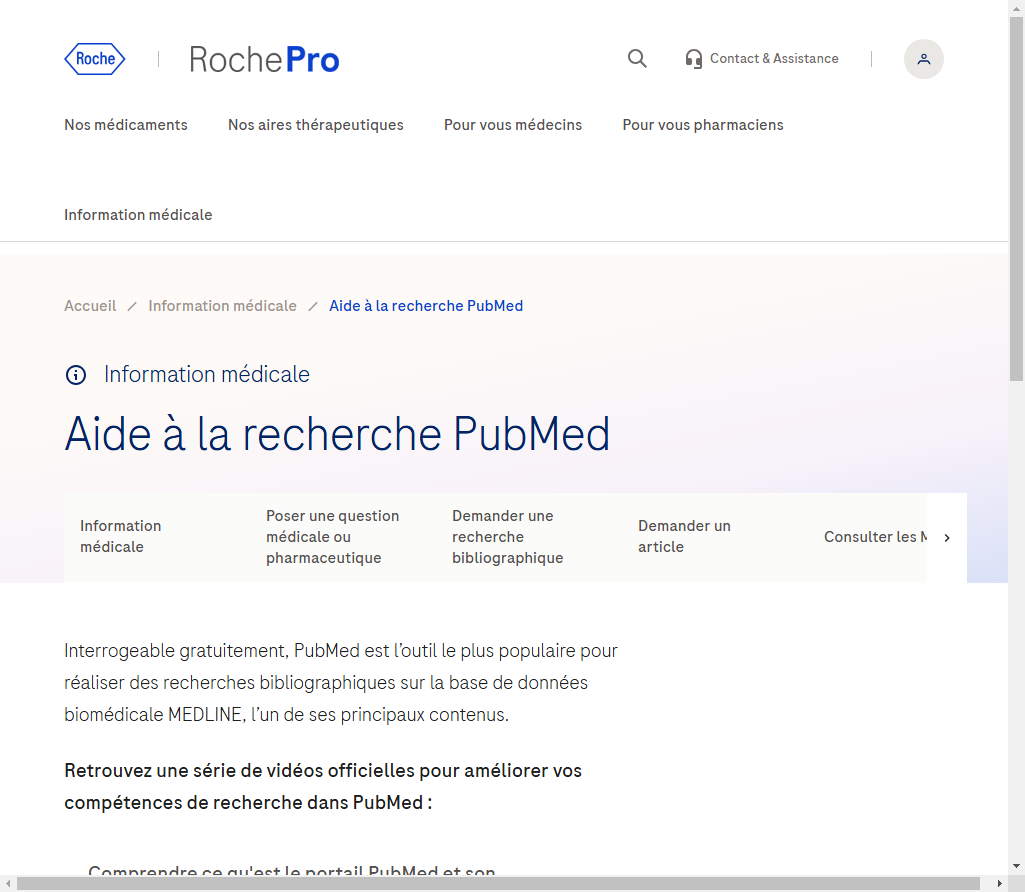 Roche
RochePro
Contact & Assistance
Nos médicaments
Nos aires thérapeutiques
Pour vous médecins
Pour vous pharmaciens
Information médicale
Accueil / Information médicale / Aide à la recherche PubMed
Information médicale
Aide à la recherche PubMed
Information
médicale
Poser une question
médicale ou
pharmaceutique
Demander une
recherche
bibliographique
Demander un
article
Consulter les
Interrogeable gratuitement, PubMed est l’outil le plus populaire pour
réaliser des recherches bibliographiques sur la base de données
biomédicale MEDLINE, l’un de ses principaux contenus.
Retrouvez une série de vidéos officielles pour améliorer vos
compétences de recherche dans PubMed :
Comprendre ce qu'est le portail PubMed et son